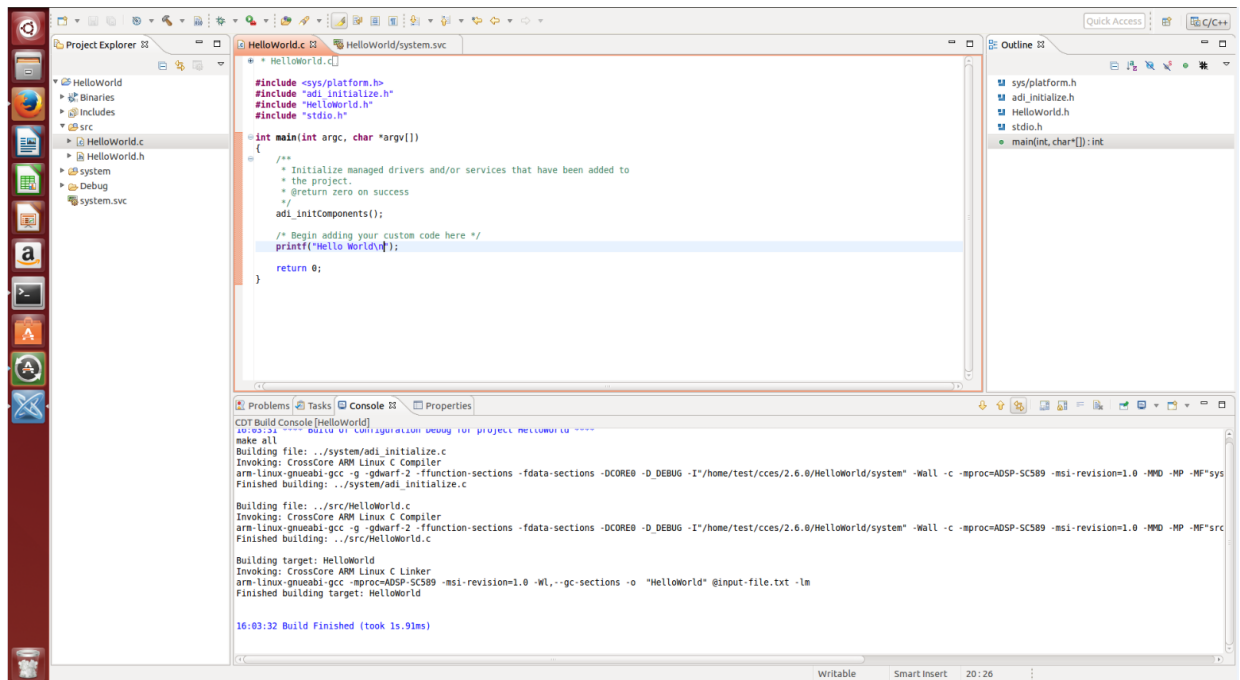 Quick Access
C/C++
Project Explorer
HelloWorld
Binaries
Includes
src
HelloWorld.c
HelloWorld.h
system
Debug
system.svc
HelloWorld.c
HelloWorld/system.svc
* HelloWorld.c
#include <sys/platform.h>
#include "adi_initialize.h"
#include "HelloWorld.h"
#include "stdio.h"
int main(int argc, char *argv[])
{
/**
* Initialize managed drivers and/or services that have been added to
* the project.
* @return zero on success
*/
adi_initComponents();
/* Begin adding your custom code here */
printf("Hello World\n");
return 0;
}
Outline
sys/platform.h
adi_initialize.h
HelloWorld.h
stdio.h
main(int, char*[]) : int
Problems
Tasks
Console
Properties
CDT Build Console [HelloWorld]
16:03:31 **** Build of configuration Debug for project HelloWorld ****
make all
Building file: ../system/adi_initialize.c
Invoking: CrossCore ARM Linux C Compiler
arm-linux-gnueabi-gcc -g -gdwarf-2 -ffunction-sections -fdata-sections -DCORE0 -D_DEBUG -I"/home/test/cces/2.6.0/HelloWorld/system" -Wall -c -mproc=ADSP-SC589 -msi-revision=1.0 -MMD -MP -MF"sys
Finished building: ../system/adi_initialize.c
Building file: ../src/HelloWorld.c
Invoking: CrossCore ARM Linux C Compiler
arm-linux-gnueabi-gcc -g -gdwarf-2 -ffunction-sections -fdata-sections -DCORE0 -D_DEBUG -I"/home/test/cces/2.6.0/HelloWorld/system" -Wall -c -mproc=ADSP-SC589 -msi-revision=1.0 -MMD -MP -MF"src
Finished building: ../src/HelloWorld.c
Building target: HelloWorld
Invoking: CrossCore ARM Linux C Linker
arm-linux-gnueabi-gcc -mproc=ADSP-SC589 -msi-revision=1.0 -Wl,--gc-sections -o "HelloWorld" @input-file.txt -lm
Finished building target: HelloWorld
16:03:32 Build Finished (took 1s.91ms)
Writable
Smart Insert
20 : 26